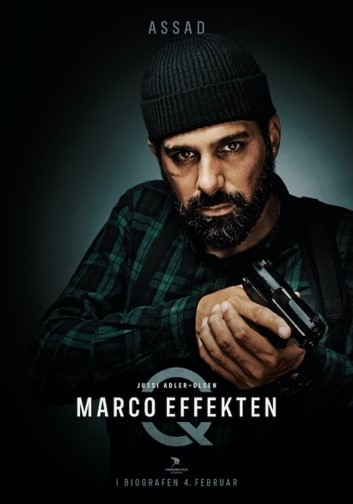 ASSAD
JUSSI ADLER-OLSEN
MARCO EFFEKTEN
Q
I BIOGRAFEN 4. FEBRUAR